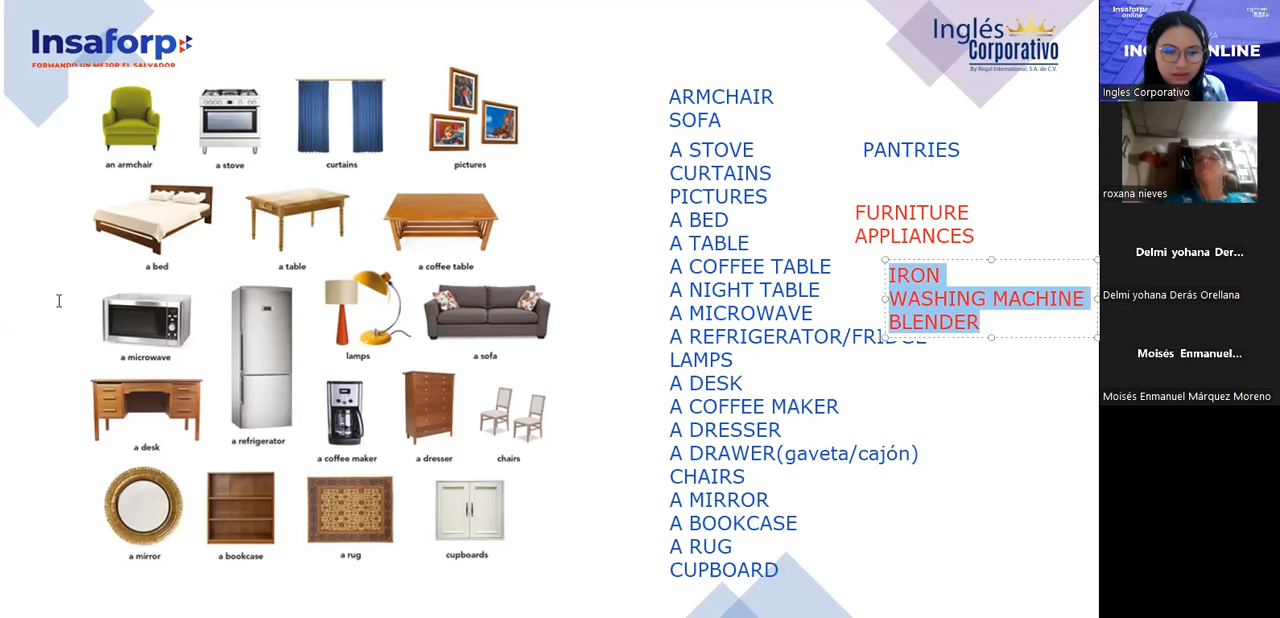 Insaforp
FORMANDO UN MEJOR EL SALVADOR
Inglés
Corporativo
By Regal International, S.A. de C.V.
an armchair
a stove
curtains
pictures
a bed
a table
a coffee table
a microwave
a refrigerator
lamps
a sofa
a desk
a coffee maker
a dresser
chairs
a mirror
a bookcase
a rug
cupboards
ARMCHAIR
SOFA
A STOVE
CURTAINS
PICTURES
A BED
A TABLE
A COFFEE TABLE
A NIGHT TABLE
A MICROWAVE
A REFRIGERATOR/FRIDGE
LAMPS
A DESK
A COFFEE MAKER
A DRESSER
A DRAWER(gaveta/cajón)
CHAIRS
A MIRROR
A BOOKCASE
A RUG
CUPBOARD
PANTRIES
FURNITURE
APPLIANCES
IRON
WASHING MACHINE
BLENDER
Insaforp
online
Ingles Corporativo
roxana nieves
Delmi yohana Der...
Delmi yohana Derás Orellana
Moisés Enmanuel...
Moisés Enmanuel Márquez Moreno